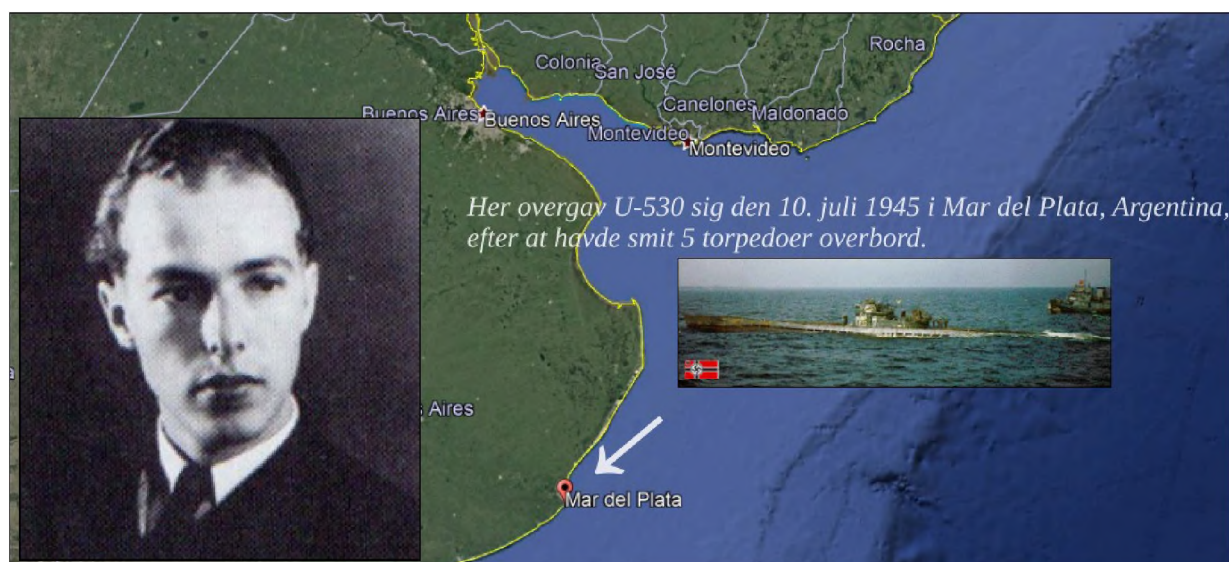 Rocha
Colonia
San José
Canelones
Maldonado
Buenos Aires
Buenos Aires
Montevideo
Montevideo
Her overgav U-530 sig den 10. juli 1945 i Mar del Plata, Argentina,
efter at havde smit 5 torpedoer overbord.
Aires
Mar del Plata